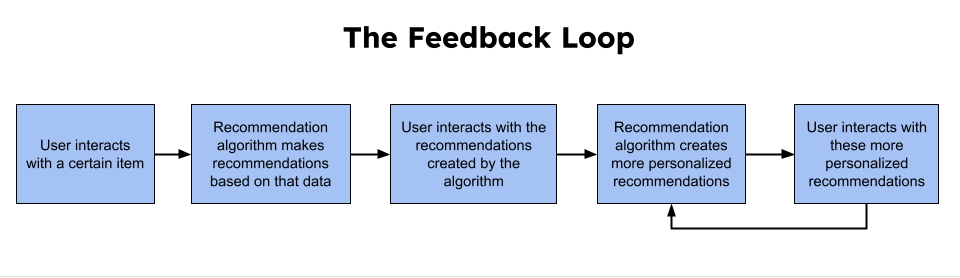 The Feedback Loop
User interacts
with a certain item
Recommendation
algorithm makes
recommendations
based on that data
User interacts with the
recommendations
created by the
algorithm
Recommendation
algorithm creates
more personalized
recommendations
User interacts with
these more
personalized
recommendations